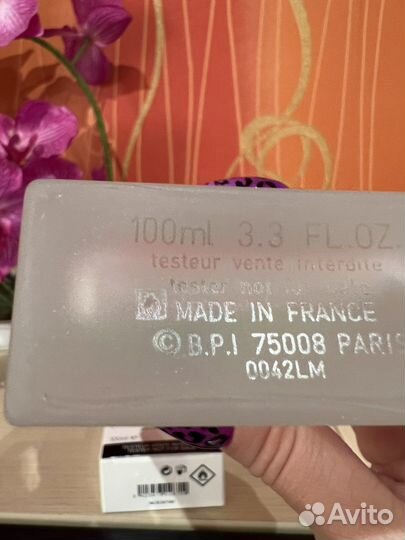 100ml 3.3 FL.OZ.
testeur vente interdite
tester not for sale
MADE IN FRANCE
© B.P.I 75008 PARIS
0042LM
Avito